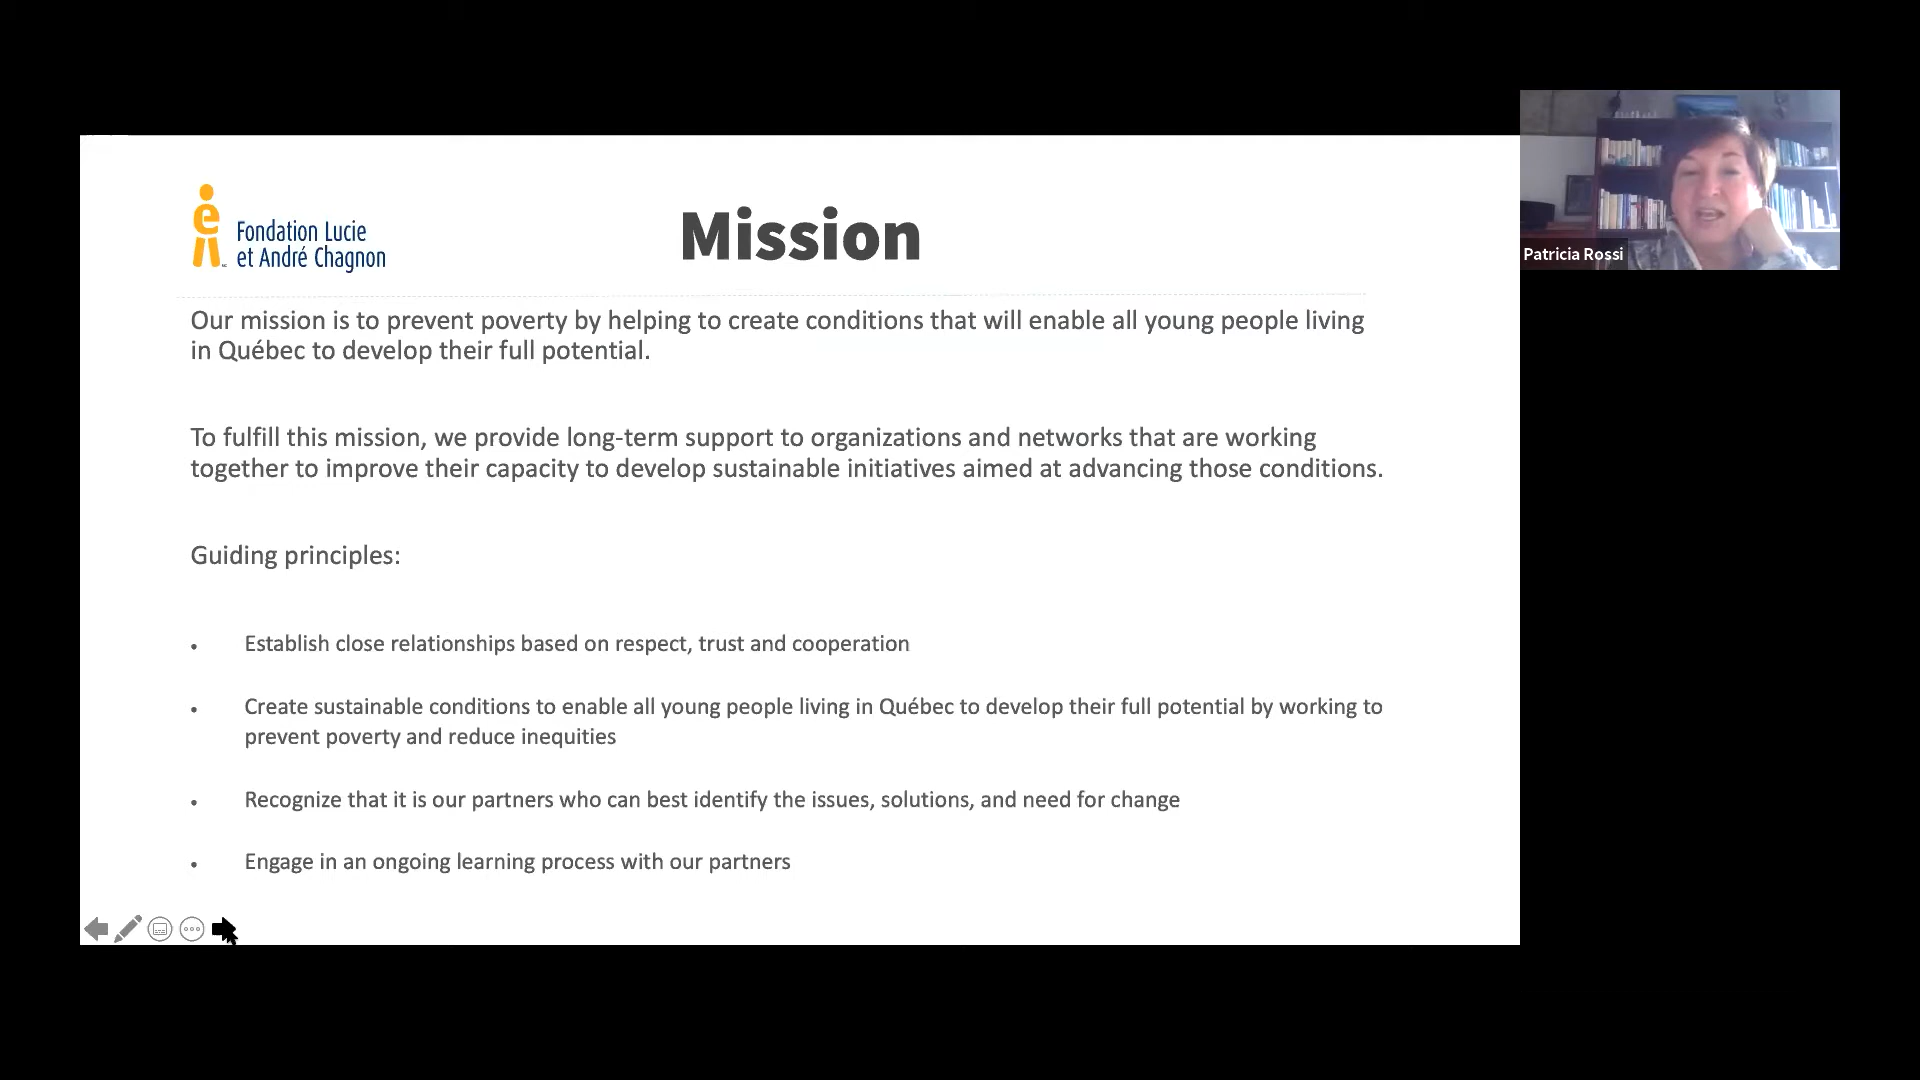 Fondation Lucie
et André Chagnon
Mission
Patricia Rossi
Our mission is to prevent poverty by helping to create conditions that will enable all young people living
in Québec to develop their full potential.
To fulfill this mission, we provide long-term support to organizations and networks that are working
together to improve their capacity to develop sustainable initiatives aimed at advancing those conditions.
Guiding principles:
• Establish close relationships based on respect, trust and cooperation
• Create sustainable conditions to enable all young people living in Québec to develop their full potential by working to
prevent poverty and reduce inequities
• Recognize that it is our partners who can best identify the issues, solutions, and need for change
• Engage in an ongoing learning process with our partners